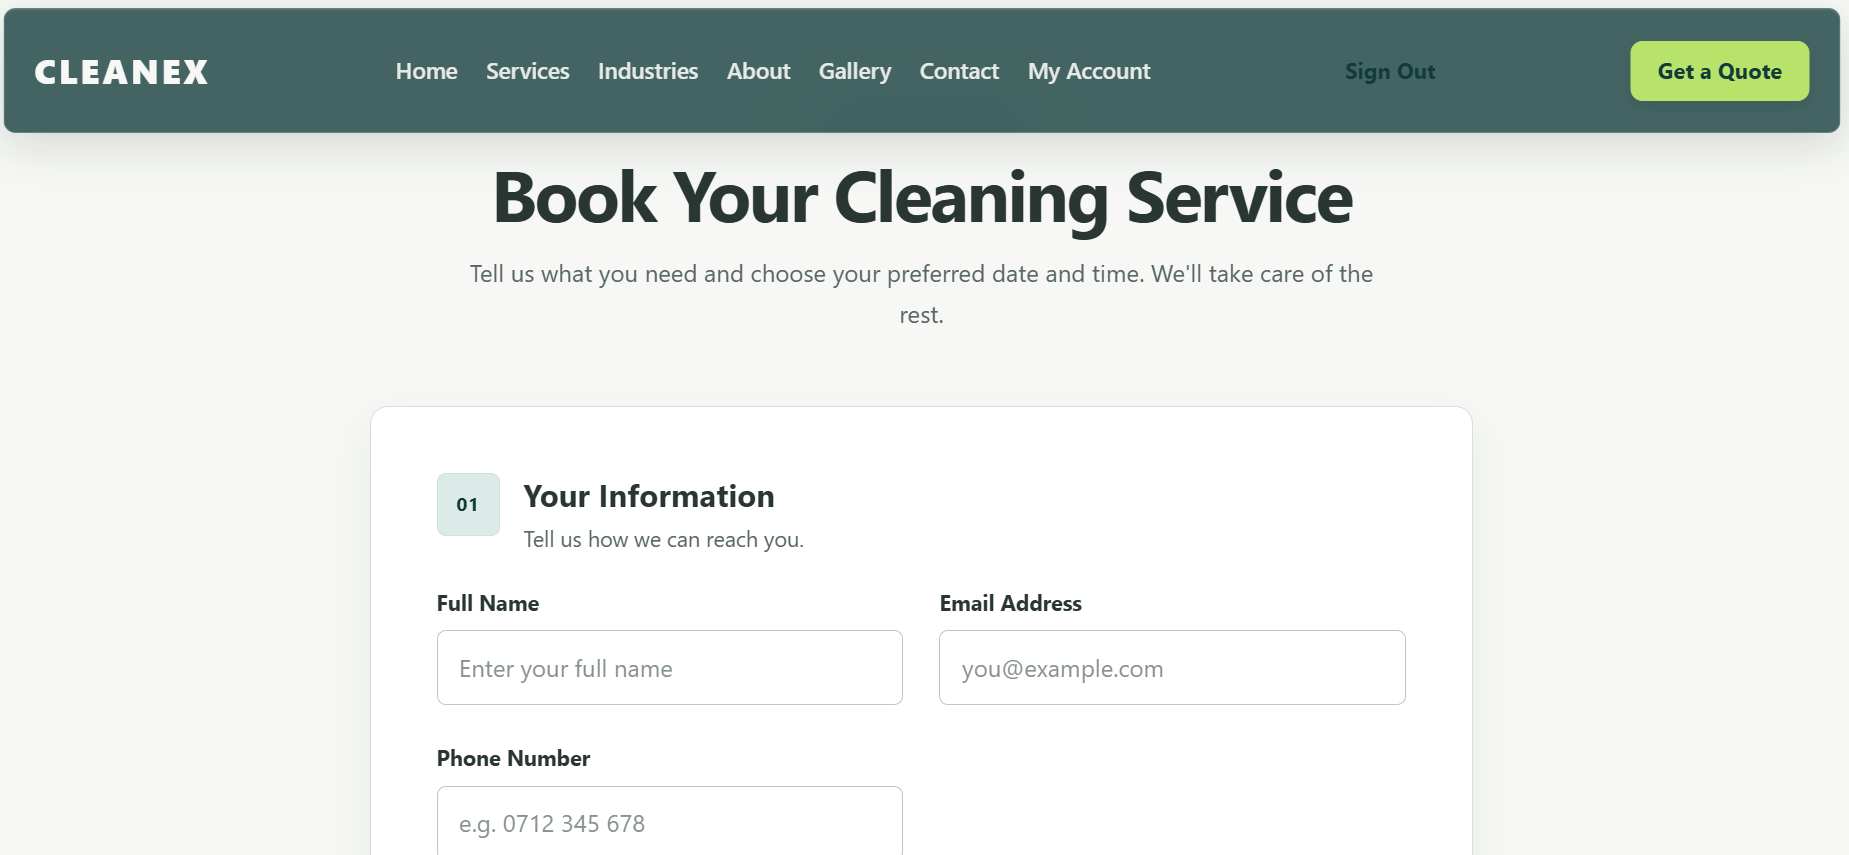 CLEANEX
Home Services Industries About Gallery Contact My Account Sign Out Get a Quote
Book Your Cleaning Service
Tell us what you need and choose your preferred date and time. We'll take care of the
rest.
01
Your Information
Tell us how we can reach you.
Full Name
Enter your full name
Email Address
you@example.com
Phone Number
e.g. 0712 345 678